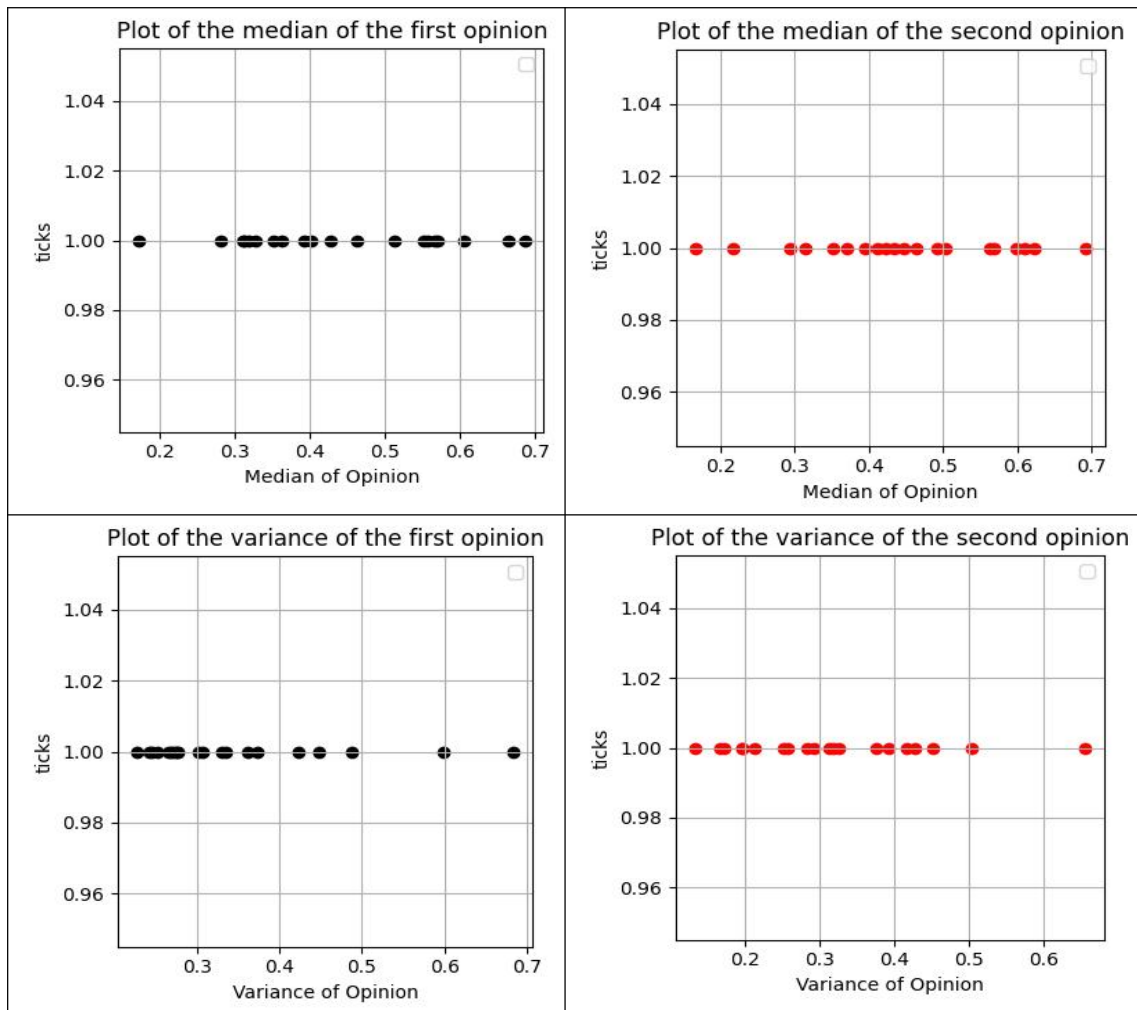 Plot of the median of the first opinion
1.04
1.02
1.00
0.98
0.96
ticks
0.2 0.3 0.4 0.5 0.6 0.7
Median of Opinion
Plot of the median of the second opinion
1.04
1.02
1.00
0.98
0.96
ticks
0.2 0.3 0.4 0.5 0.6 0.7
Median of Opinion
Plot of the variance of the first opinion
1.04
1.02
1.00
0.98
0.96
ticks
0.3 0.4 0.5 0.6 0.7
Variance of Opinion
Plot of the variance of the second opinion
1.04
1.02
1.00
0.98
0.96
ticks
0.2 0.3 0.4 0.5 0.6
Variance of Opinion